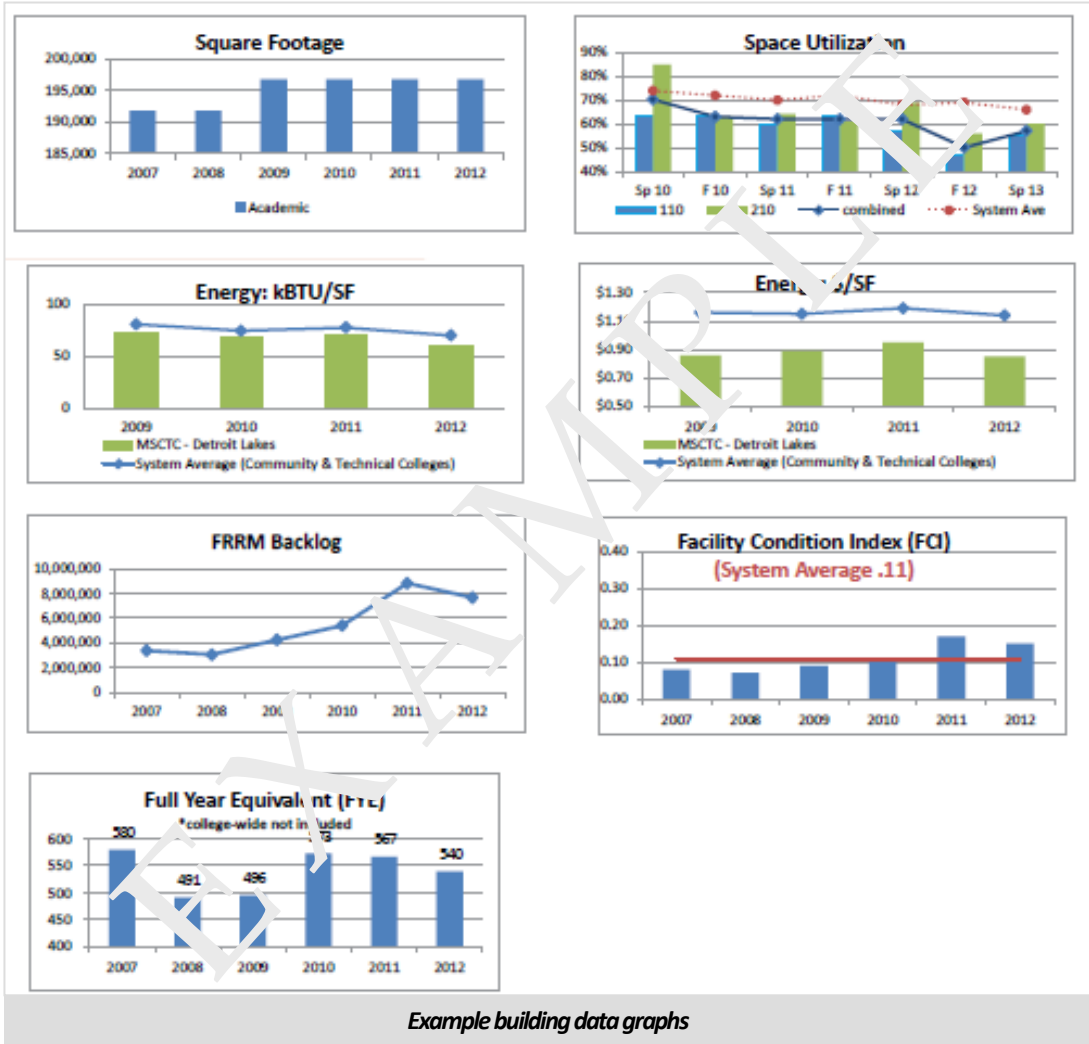 Square Footage
200,000
195,000
190,000
185,000
2007 2008 2009 2010 2011 2012
Academic
Space Utilization
90%
80%
70%
60%
50%
40%
Sp 10 F 10 Sp 11 F 11 Sp 12 F 12 Sp 13
110 210 combined System Ave
Energy: kBTU/SF
100
50
0
2009 2010 2011 2012
MSCTC - Detroit Lakes
System Average (Community & Technical Colleges)
/SF
$1.30
$0.90
$0.70
$0.50
2010 2011 2012
MSCTC - Detroit Lakes
System Average (Community & Technical Colleges)
FRRM Backlog
10,000,000
8,000,000
6,000,000
4,000,000
2,000,000
0
2007 2008 2010 2011 2012
Facility Condition Index (FCI)
(System Average .11)
0.40
0.30
0.20
0.10
0.00
2007 2008 2009 2010 2011 2012
Full Year Equivalent (FYE)
*college-wide not included
600
550
500
450
400
580 491 496 567 540
2007 2008 2009 2010 2011 2012
EXAMPLE
Example building data graphs